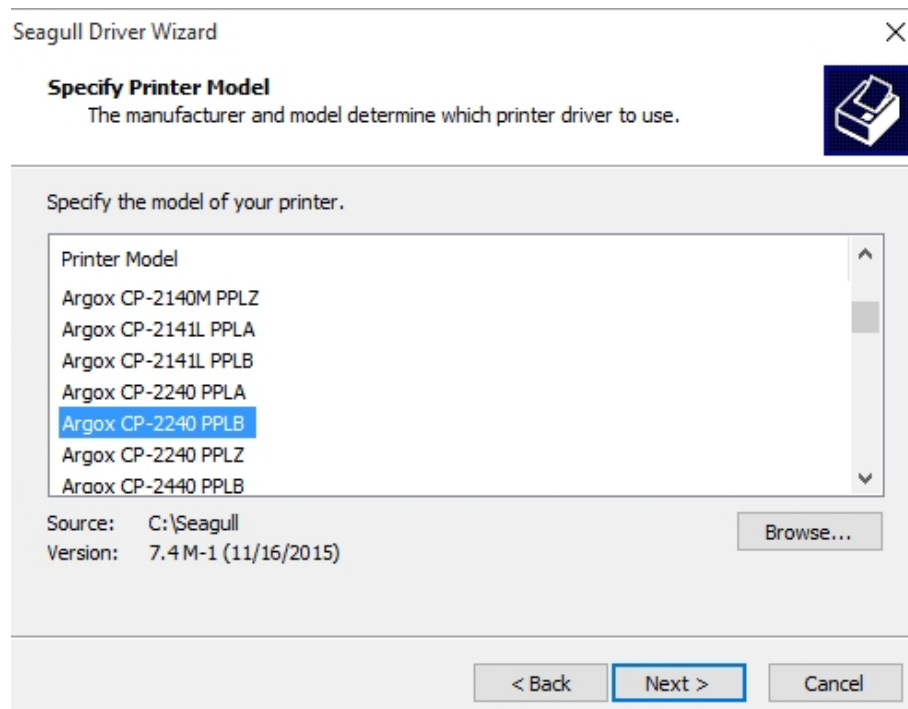 Seagull Driver Wizard
Specify Printer Model
The manufacturer and model determine which printer driver to use.
Specify the model of your printer.
Printer Model
Argox CP-2140M PPLZ
Argox CP-2141L PPLA
Argox CP-2141L PPLB
Argox CP-2240 PPLA
Argox CP-2240 PPLB
Argox CP-2240 PPLZ
Argox CP-2440 PPLB
Source: C:\Seagull
Browse...
Version: 7.4 M-1 (11/16/2015)
< Back Next > Cancel